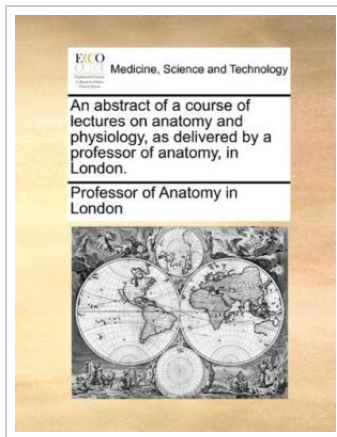 ECCO
Medicine, Science and Technology
An abstract of a course of
lectures on anatomy and
physiology, as delivered by a
professor of anatomy, in
London.
Professor of Anatomy in
London